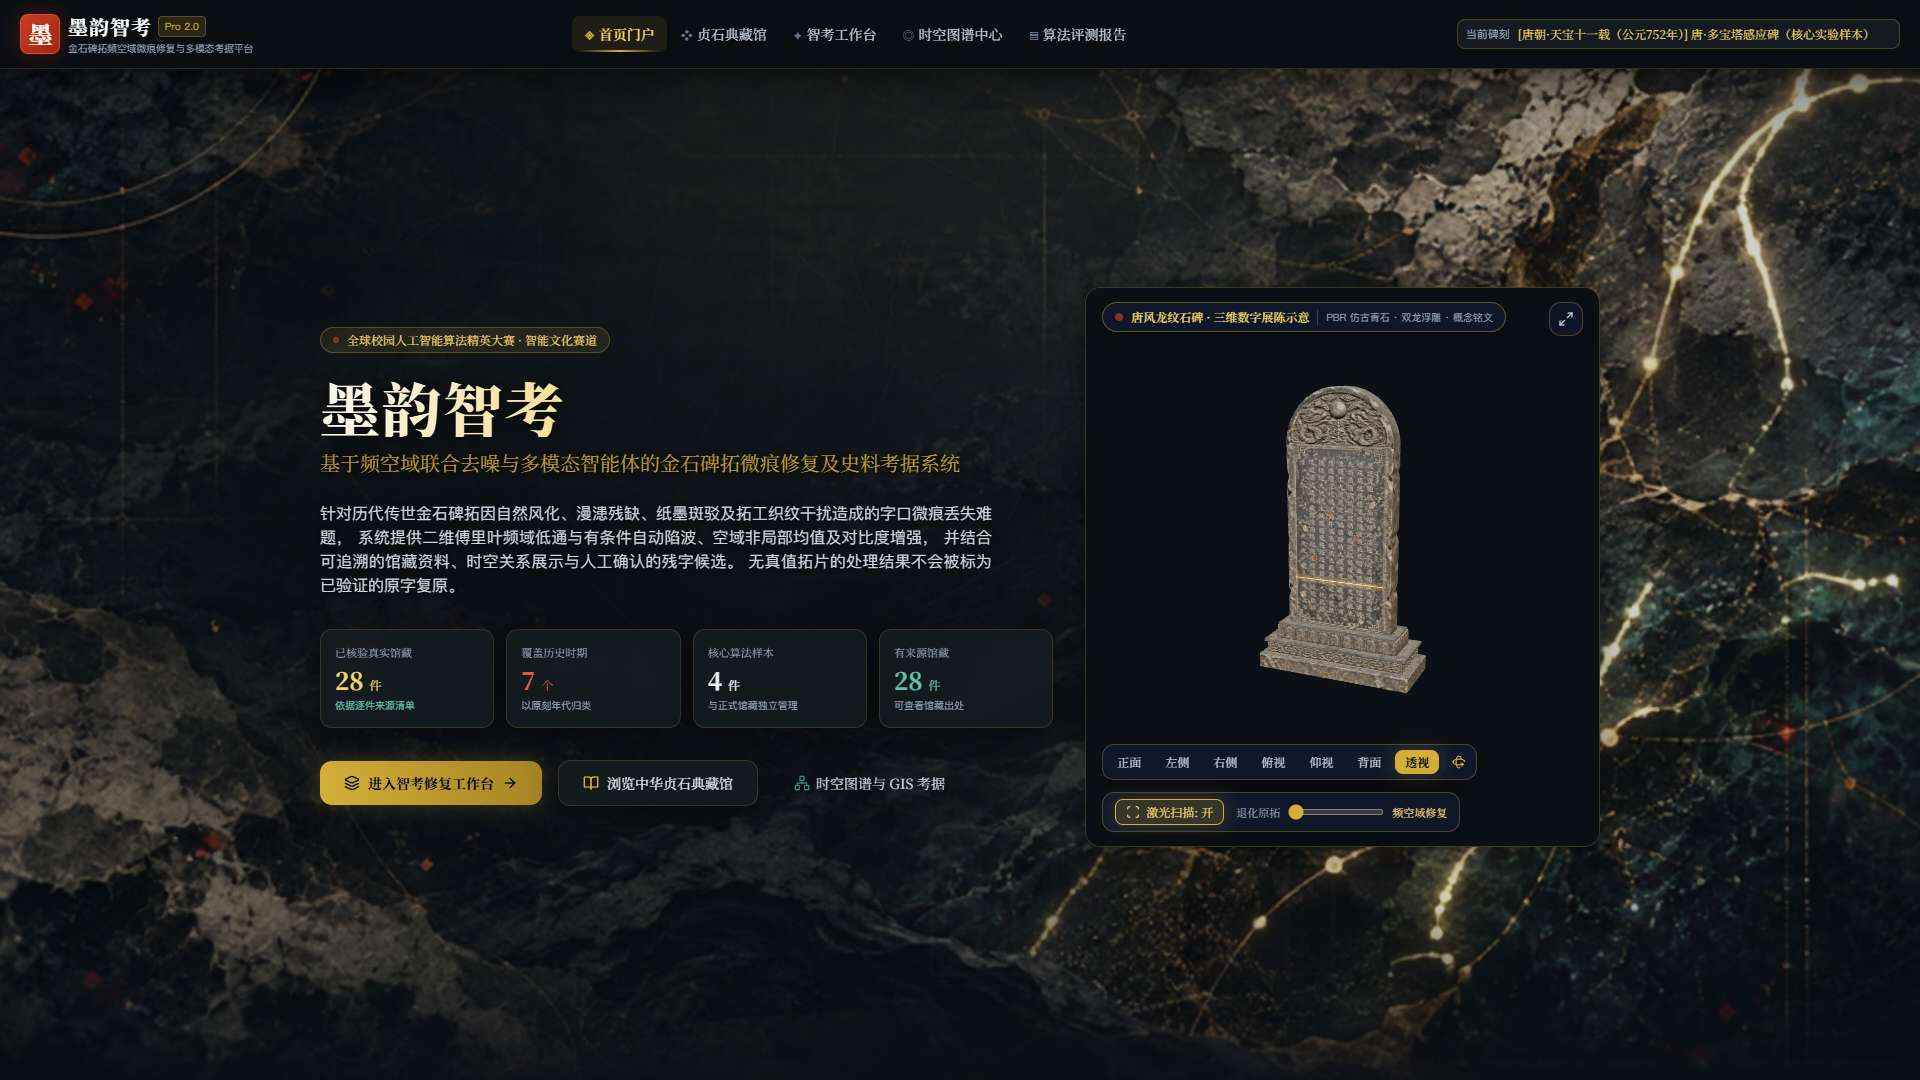 墨
墨韵智考 Pro 2.0
金石碑拓频空域微痕修复与多模态考据平台
首页门户
贞石典藏馆
智考工作台
时空图谱中心
算法评测报告
当前碑刻 [唐朝·天宝十一载（公元752年）] 唐·多宝塔感应碑（核心实验样本）
全球校园人工智能算法精英大赛 · 智能文化赛道
墨韵智考
基于频空域联合去噪与多模态智能体的金石碑拓微痕修复及史料考据系统
针对历代传世金石碑拓因自然风化、漫漶残缺、纸墨斑驳及拓工织纹干扰造成的字口微痕丢失难
题， 系统提供二维傅里叶频域低通与有条件自动陷波、空域非局部均值及对比度增强， 并结合
可追溯的馆藏资料、时空关系展示与人工确认的残字候选。 无真值拓片的处理结果不会被标为
已验证的原字复原。
已核验真实馆藏
28 件
依据逐件来源清单
覆盖历史时期
7 个
以原刻年代归类
核心算法样本
4 件
与正式馆藏独立管理
有来源馆藏
28 件
可查看馆藏出处
进入智考修复工作台
浏览中华贞石典藏馆
时空图谱与 GIS 考据
唐风龙纹石碑 · 三维数字展陈示意
PBR 仿古青石 · 双龙浮雕 · 概念铭文
正面 左侧 右侧 俯视 仰视 背面 透视
激光扫描: 开 退化原拓 频空域修复